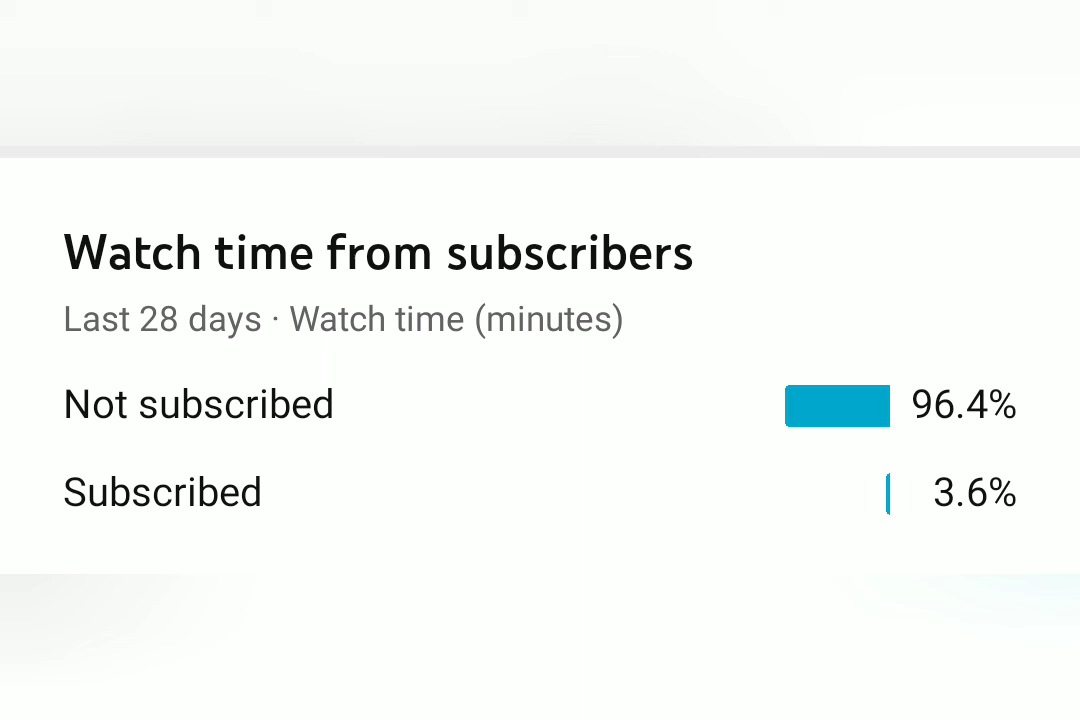 Watch time from subscribers
Last 28 days · Watch time (minutes)
Not subscribed 96.4%
Subscribed 3.6%